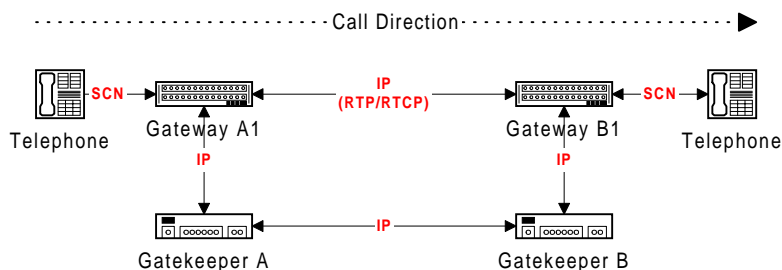 Call Direction
SCN
IP
(RTP/RTCP)
SCN
Telephone
Gateway A1
Gateway B1
Telephone
IP
IP
IP
Gatekeeper A
Gatekeeper B